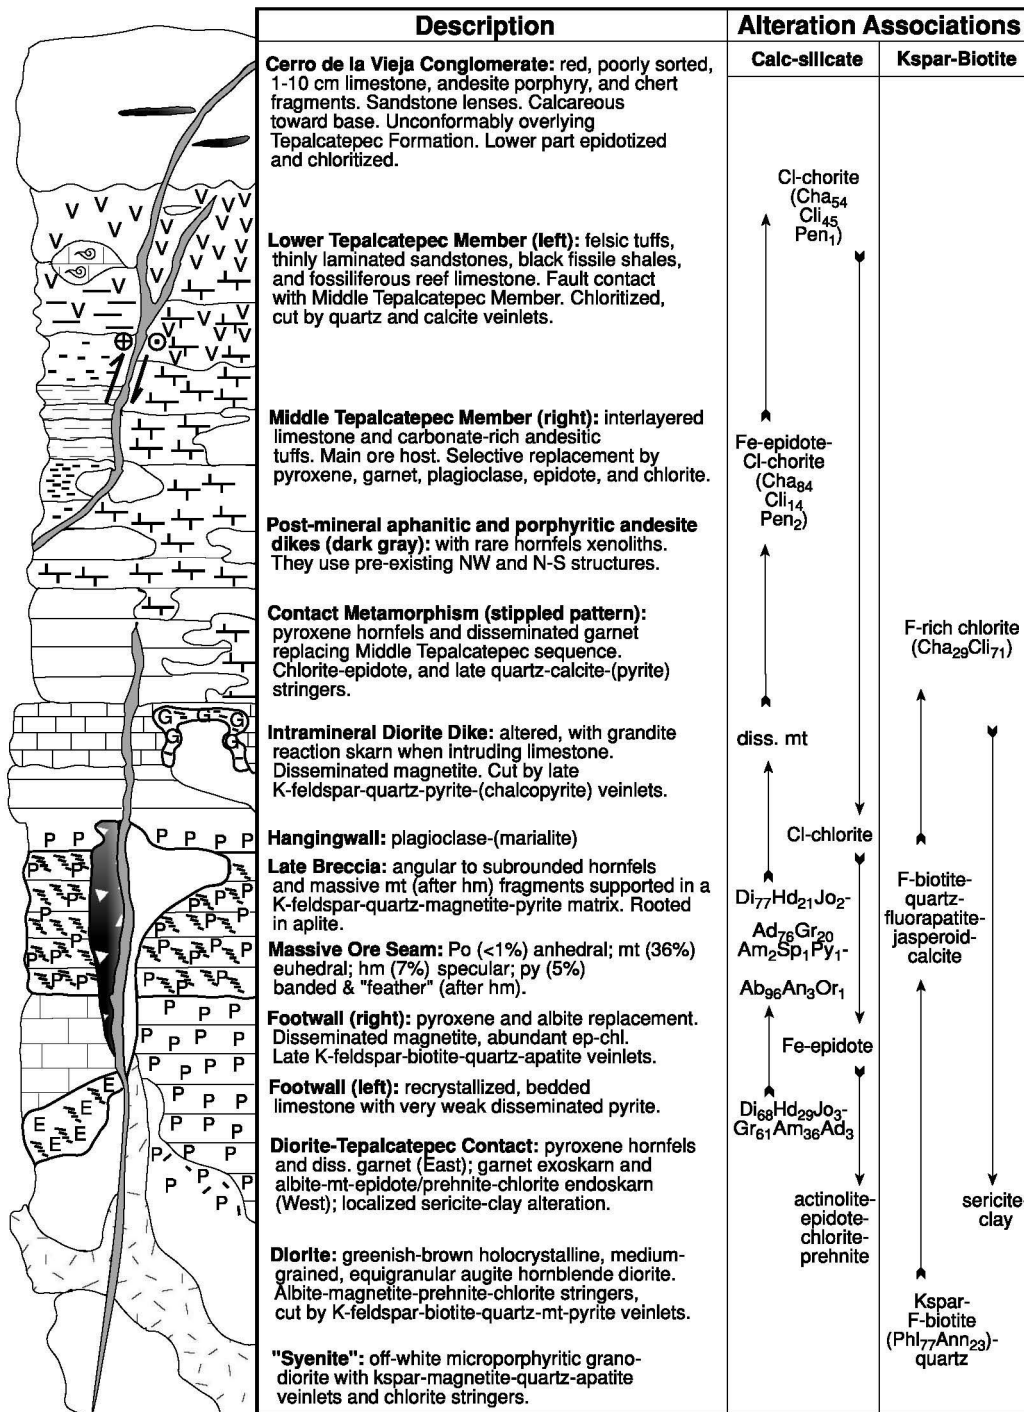 Description
Alteration Associations
Calc-silicate
Kspar-Biotite
Cerro de la Vieja Conglomerate: red, poorly sorted,
1-10 cm limestone, andesite porphyry, and chert
fragments. Sandstone lenses. Calcareous
toward base. Unconformably overlying
Tepalcatepec Formation. Lower part epidotized
and chloritized.
Lower Tepalcatepec Member (left): felsic tuffs,
thinly laminated sandstones, black fissile shales,
and fossiliferous reef limestone. Fault contact
with Middle Tepalcatepec Member. Chloritized,
cut by quartz and calcite veinlets.
Middle Tepalcatepec Member (right): interlayered
limestone and carbonate-rich andesitic
tuffs. Main ore host. Selective replacement by
pyroxene, garnet, plagioclase, epidote, and chlorite.
Post-mineral aphanitic and porphyritic andesite
dikes (dark gray): with rare hornfels xenoliths.
They use pre-existing NW and N-S structures.
Contact Metamorphism (stippled pattern):
pyroxene hornfels and disseminated garnet
replacing Middle Tepalcatepec sequence.
Chlorite-epidote, and late quartz-calcite-(pyrite)
stringers.
Intramineral Diorite Dike: altered, with grandite
reaction skarn when intruding limestone.
Disseminated magnetite. Cut by late
K-feldspar-quartz-pyrite-(chalcopyrite) veinlets.
Hangingwall: plagioclase-(marialite)
Late Breccia: angular to subrounded hornfels
and massive mt (after hm) fragments supported in a
K-feldspar-quartz-magnetite-pyrite matrix. Rooted
in aplite.
Massive Ore Seam: Po (<1%) anhedral; mt (36%)
euhedral; hm (7%) specular; py (5%)
banded & "feather" (after hm).
Footwall (right): pyroxene and albite replacement.
Disseminated magnetite, abundant ep-chl.
Late K-feldspar-biotite-quartz-apatite veinlets.
Footwall (left): recrystallized, bedded
limestone with very weak disseminated pyrite.
Diorite-Tepalcatepec Contact: pyroxene hornfels
and diss. garnet (East); garnet exoskarn and
albite-mt-epidote/prehnite-chlorite endoskarn
(West); localized sericite-clay alteration.
Diorite: greenish-brown holocrystalline, medium-
grained, equigranular augite hornblende diorite.
Albite-magnetite-prehnite-chlorite stringers,
cut by K-feldspar-biotite-quartz-mt-pyrite veinlets.
"Syenite": off-white microporphyritic grano-
diorite with kspar-magnetite-quartz-apatite
veinlets and chlorite stringers.
Cl-chorite
(Cha54
Cli45
Pen1)
Fe-epidote-
Cl-chorite
(Cha84
Cli14
Pen2)
diss. mt
Cl-chlorite
Di77Hd21Jo2-
Ad76Gr20
Am2Sp1Py1-
Ab96An3Or1
Fe-epidote
Di68Hd29Jo3-
Gr61Am36Ad3
actinolite-
epidote-
chlorite-
prehnite
F-rich chlorite
(Cha29Cli71)
F-biotite-
quartz-
fluorapatite-
jasperoid-
calcite
sericite-
clay
Kspar-
F-biotite
(Phl77Ann23)-
quartz
V V V V V
V V V V
V V V V
V V V V
V V V
V V V
G G G
G G
P P P P P
P P
P P
P P
P P
P P P
P P P
E P P P
E E P P
P P
P